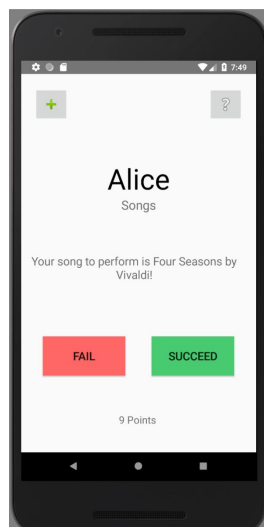 7:49
+
?
Alice
Songs
Your song to perform is Four Seasons by
Vivaldi!
FAIL
SUCCEED
9 Points